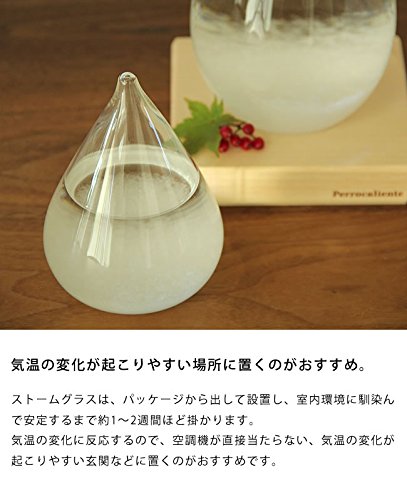 Perrocaliente
気温の変化が起こりやすい場所に置くのがおすすめ。
ストームグラスは、パッケージから出して設置し、室内環境に馴染ん
で安定するまで約1〜2週間ほど掛かります。
気温の変化に反応するので、空調機が直接当たらない、気温の変化が
起こりやすい玄関などに置くのがおすすめです。